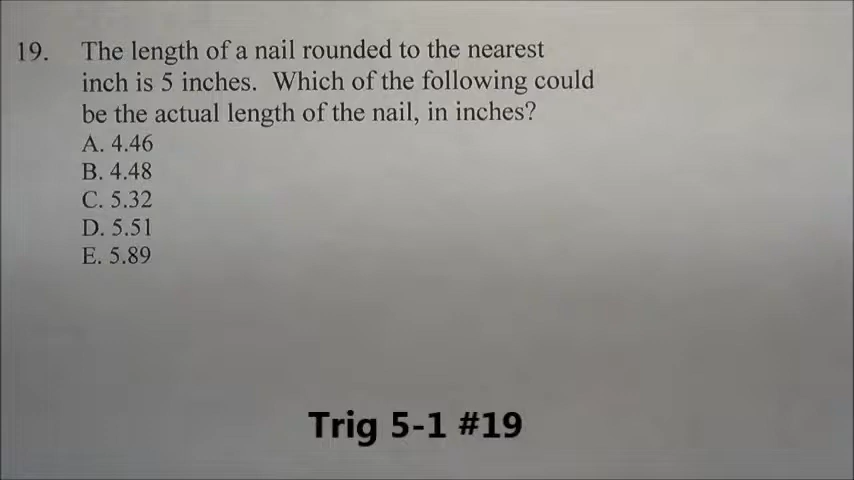 19. The length of a nail rounded to the nearest
inch is 5 inches. Which of the following could
be the actual length of the nail, in inches?
A. 4.46
B. 4.48
C. 5.32
D. 5.51
E. 5.89
Trig 5-1 #19